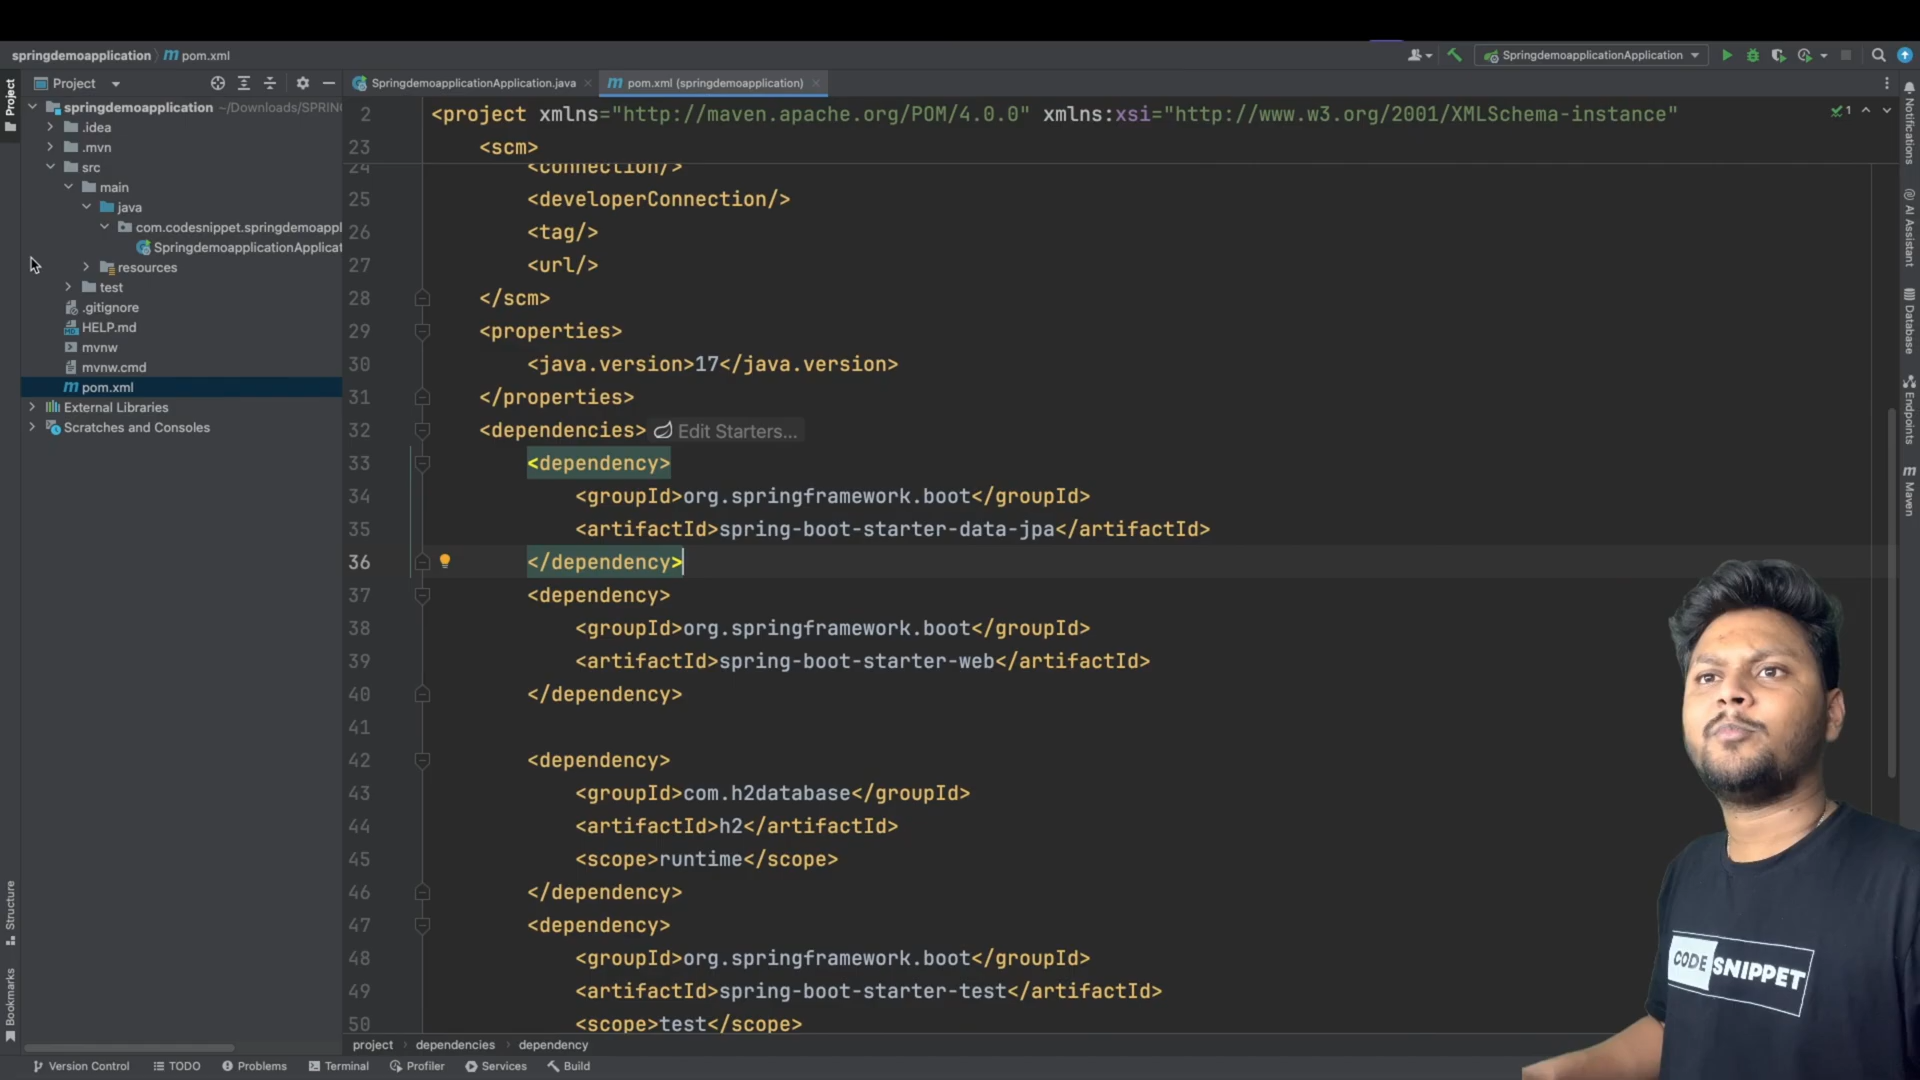 springdemoapplication
pom.xml
SpringdemoapplicationApplication
Project
SpringdemoapplicationApplication.java
pom.xml (springdemoapplication)
Project
springdemoapplication ~/Downloads/SPRIN
.idea
.mvn
src
main
java
com.codesnippet.springdemoappl
SpringdemoapplicationApplicat
resources
test
.gitignore
HELP.md
mvnw
mvnw.cmd
pom.xml
External Libraries
Scratches and Consoles
2 <project xmlns="http://maven.apache.org/POM/4.0.0" xmlns:xsi="http://www.w3.org/2001/XMLSchema-instance"
23 <scm>
24 <connection/>
25 <developerConnection/>
26 <tag/>
27 <url/>
28 </scm>
29 <properties>
30 <java.version>17</java.version>
31 </properties>
32 <dependencies> Edit Starters...
33 <dependency>
34 <groupId>org.springframework.boot</groupId>
35 <artifactId>spring-boot-starter-data-jpa</artifactId>
36 </dependency>
37 <dependency>
38 <groupId>org.springframework.boot</groupId>
39 <artifactId>spring-boot-starter-web</artifactId>
40 </dependency>
41
42 <dependency>
43 <groupId>com.h2database</groupId>
44 <artifactId>h2</artifactId>
45 <scope>runtime</scope>
46 </dependency>
47 <dependency>
48 <groupId>org.springframework.boot</groupId>
49 <artifactId>spring-boot-starter-test</artifactId>
50 <scope>test</scope>
1
Notifications
AI Assistant
Database
Endpoints
Maven
CODE SNIPPET
Structure
Bookmarks
project
dependencies
dependency
Version Control
TODO
Problems
Terminal
Profiler
Services
Build